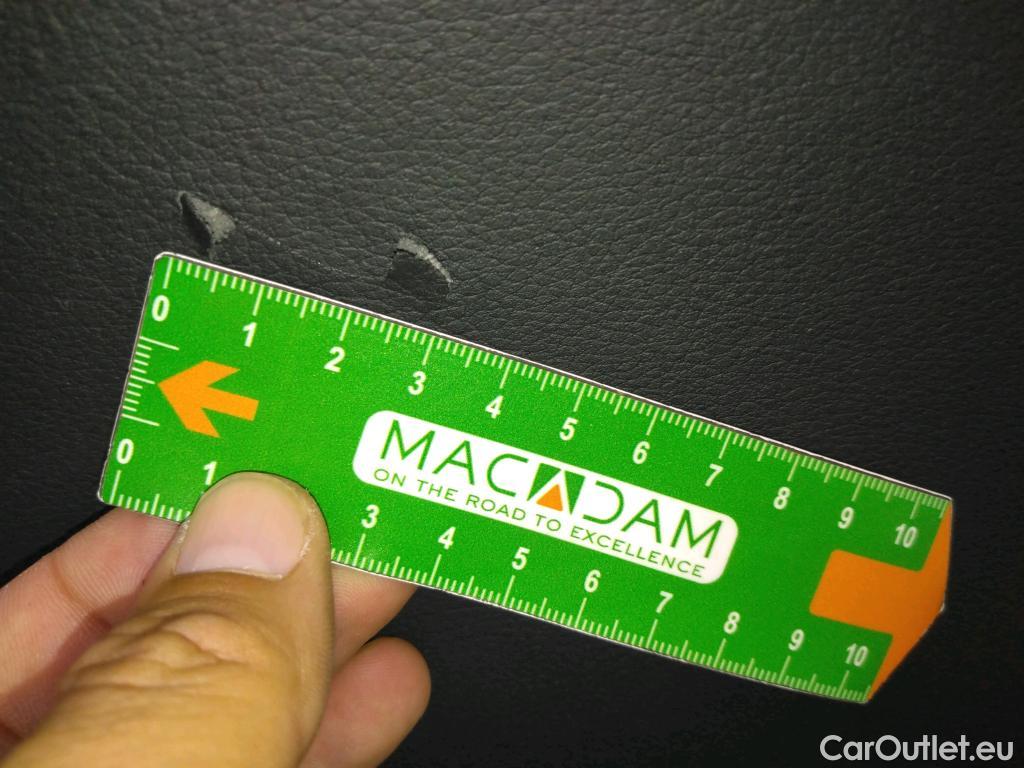 0 1 2 3 4 5 6 7 8 9 10
MACADAM
ON THE ROAD TO EXCELLENCE
0 1 3 4 5 6 7 8 9 10
CarOutlet.eu